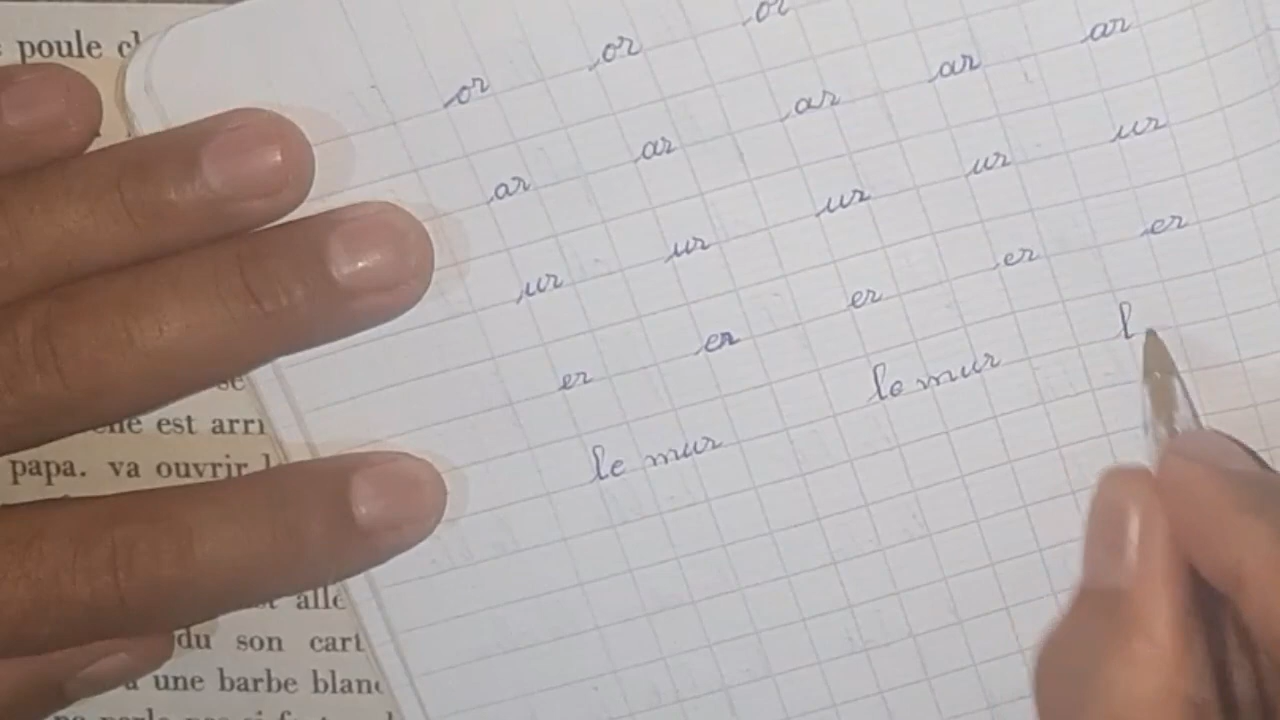 poule
or or or
ar ar ar ar ar
ur ur ur ur ur
er er er er er
le mur le mur l
est arri
papa. va ouvrir
allé
du son cart
une barbe blanc